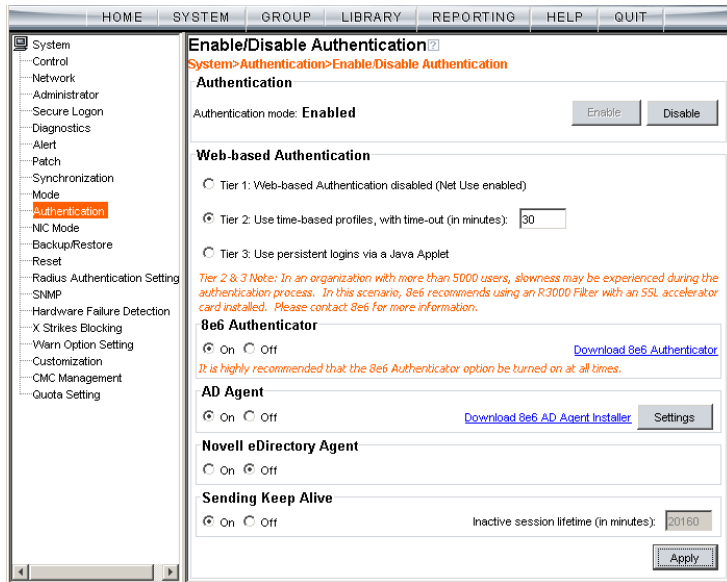 HOME SYSTEM GROUP LIBRARY REPORTING HELP QUIT
System
Control
Network
Administrator
Secure Logon
Diagnostics
Alert
Patch
Synchronization
Mode
Authentication
NIC Mode
Backup/Restore
Reset
Radius Authentication Setting
SNMP
Hardware Failure Detection
X Strikes Blocking
Warn Option Setting
Customization
CMC Management
Quota Setting
Enable/Disable Authentication ?
System>Authentication>Enable/Disable Authentication
Authentication
Authentication mode: Enabled
Enable
Disable
Web-based Authentication
Tier 1: Web-based Authentication disabled (Net Use enabled)
Tier 2: Use time-based profiles, with time-out (in minutes): 30
Tier 3: Use persistent logins via a Java Applet
Tier 2 & 3 Note: In an organization with more than 5000 users, slowness may be experienced during the
authentication process. In this scenario, 8e6 recommends using an R3000 Filter with an SSL accelerator
card installed. Please contact 8e6 for more information.
8e6 Authenticator
On Off
Download 8e6 Authenticator
It is highly recommended that the 8e6 Authenticator option be turned on at all times.
AD Agent
On Off
Download 8e6 AD Agent Installer
Settings
Novell eDirectory Agent
On Off
Sending Keep Alive
On Off
Inactive session lifetime (in minutes): 20160
Apply